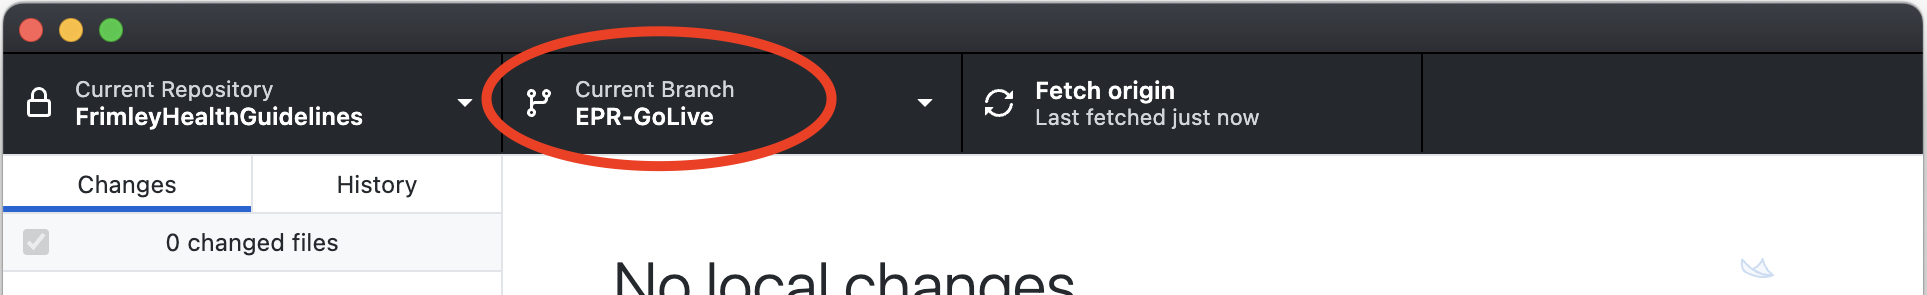 Current Repository
FrimleyHealthGuidelines
Current Branch
EPR-GoLive
Fetch origin
Last fetched just now
Changes
History
0 changed files
No local changes